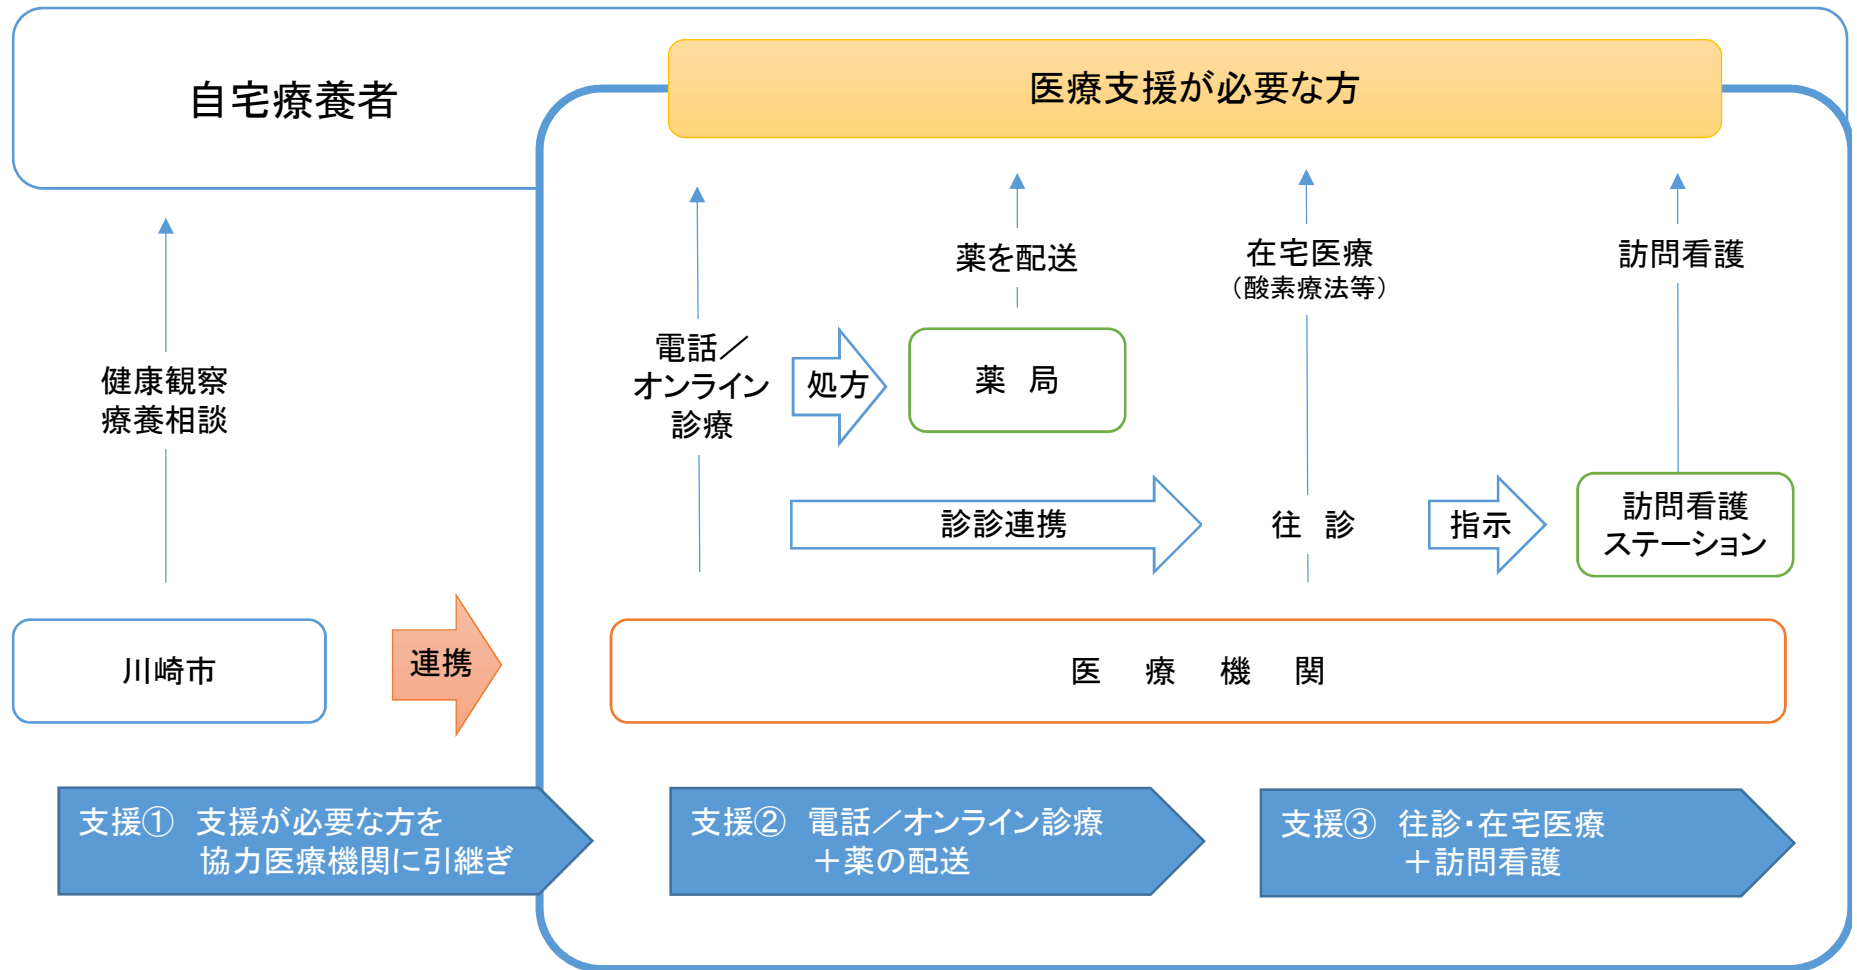 自宅療養者
医療支援が必要な方
薬を配送
在宅医療
（酸素療法等）
訪問看護
健康観察
療養相談
電話／
オンライン
診療
処方
薬 局
診診連携
往 診
指示
訪問看護
ステーション
川崎市
連携
医 療 機 関
支援① 支援が必要な方を
協力医療機関に引継ぎ
支援② 電話／オンライン診療
＋薬の配送
支援③ 往診・在宅医療
＋訪問看護